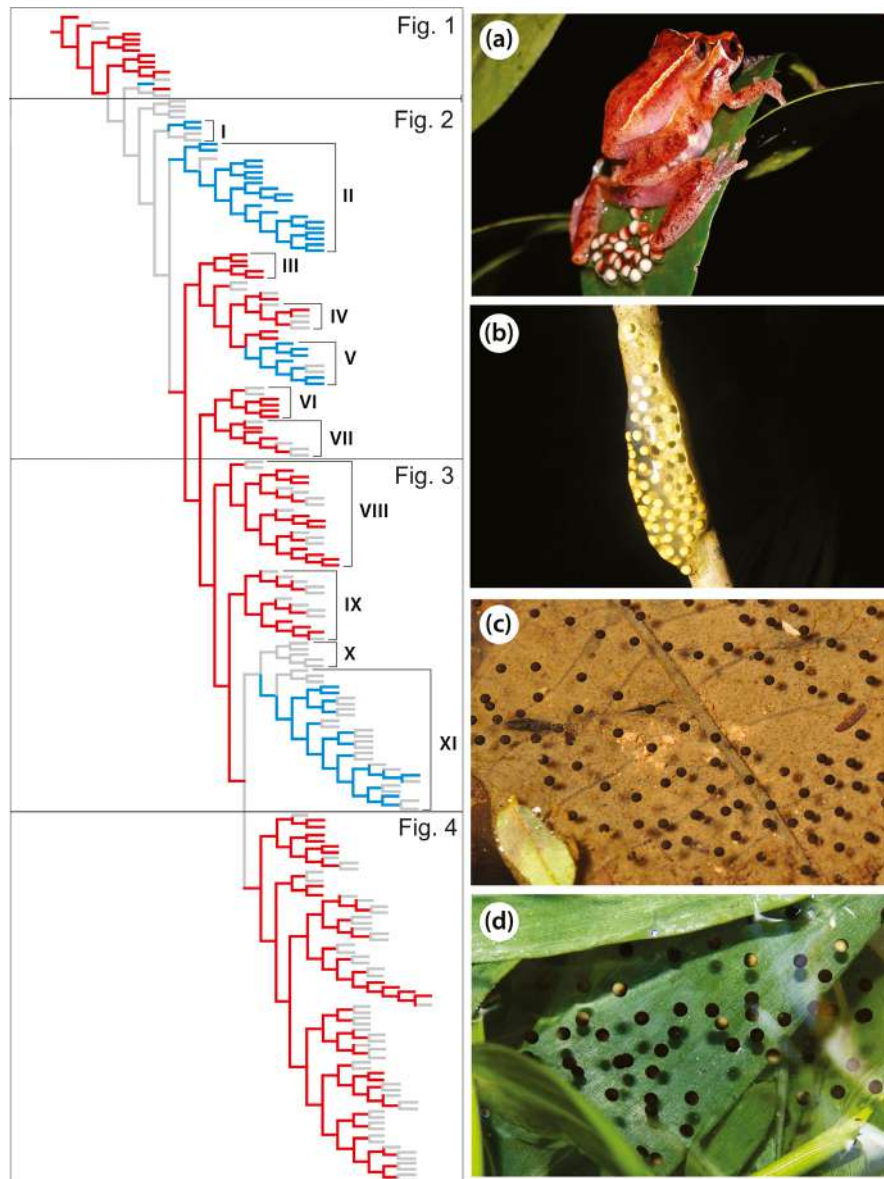 Fig. 1
Fig. 2
I
II
III
IV
V
VI
VII
Fig. 3
VIII
IX
X
XI
Fig. 4
(a)
(b)
(c)
(d)